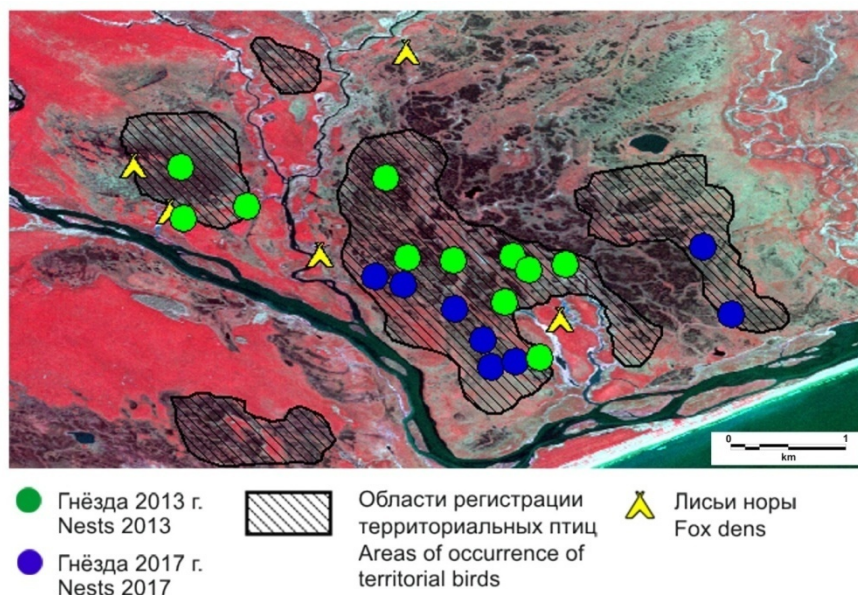 0 1
km
Гнёзда 2013 г.
Nests 2013
Гнёзда 2017 г.
Nests 2017
Области регистрации
территориальных птиц
Areas of occurrence of
territorial birds
Лисьи норы
Fox dens